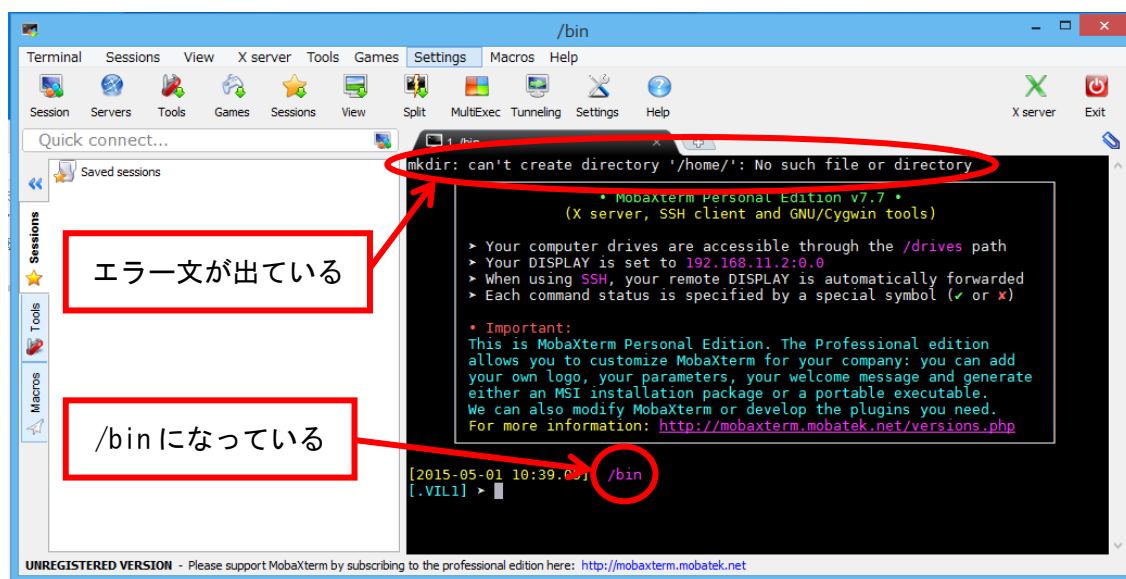 /bin
Terminal Sessions View X server Tools Games Settings Macros Help
Session Servers Tools Games Sessions View Split MultiExec Tunneling Settings Help X server Exit
Quick connect...
1. /bin
Saved sessions
Sessions
Tools
Macros
mkdir: can't create directory '/home/': No such file or directory
• MobaXterm Personal Edition v7.7 •
(X server, SSH client and GNU/Cygwin tools)
➤ Your computer drives are accessible through the /drives path
➤ Your DISPLAY is set to 192.168.11.2:0.0
➤ When using SSH, your remote DISPLAY is automatically forwarded
➤ Each command status is specified by a special symbol (✔ or ✘)
• Important:
This is MobaXterm Personal Edition. The Professional edition
allows you to customize MobaXterm for your company: you can add
your own logo, your parameters, your welcome message and generate
either an MSI installation package or a portable executable.
We can also modify MobaXterm or develop the plugins you need.
For more information: http://mobaxterm.mobatek.net/versions.php
エラー文が出ている
/binになっている
[2015-05-01 10:39. ] /bin
[.VIL1] ➤
UNREGISTERED VERSION - Please support MobaXterm by subscribing to the professional edition here: http://mobaxterm.mobatek.net